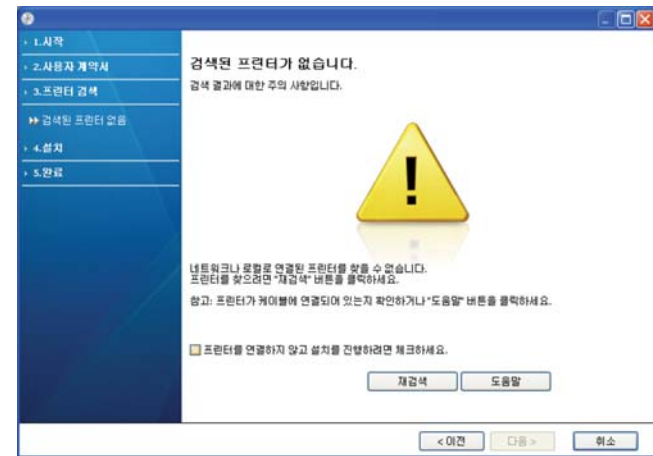 1.시작
2.사용자 계약서
3.프린터 검색
검색된 프린터 없음
4.설치
5.완료
검색된 프린터가 없습니다.
검색 결과에 대한 주의 사항입니다.
네트워크나 로컬로 연결된 프린터를 찾을 수 없습니다.
프린터를 찾으려면 "재검색" 버튼을 클릭하세요.
참고: 프린터가 케이블에 연결되어 있는지 확인하거나 "도움말" 버튼을 클릭하세요.
프린터를 연결하지 않고 설치를 진행하려면 체크하세요.
재검색 도움말
< 이전 다음 > 취소